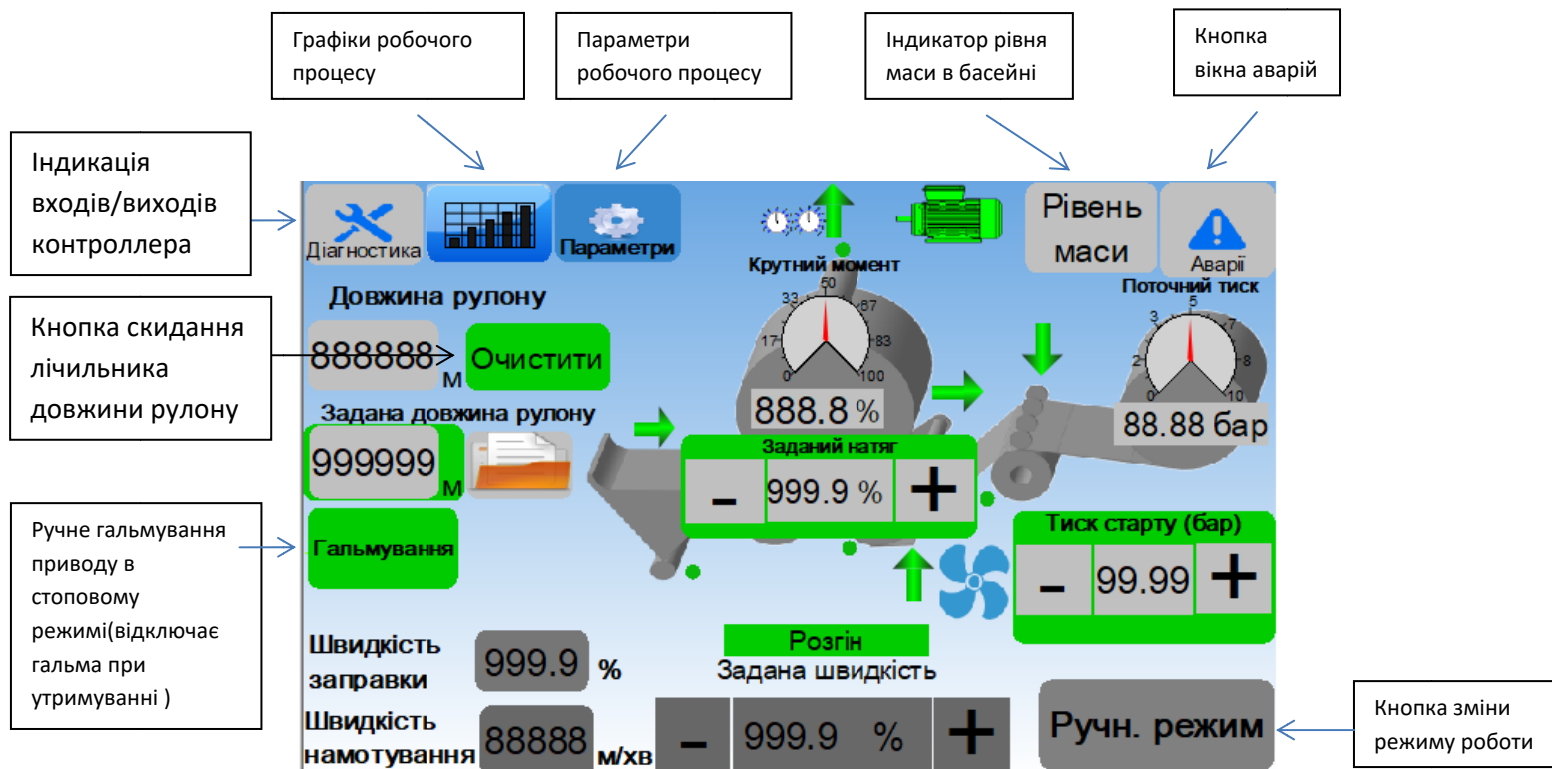 Графіки робочого
процесу
Параметри
робочого процесу
Індикатор рівня
маси в басейні
Кнопка
вікна аварій
Індикація
входів/виходів
контроллера
Кнопка скидання
лічильника
довжини рулону
Ручне гальмування
приводу в
стоповому
режимі(відключає
гальма при
утримуванні )
Діагностика
Параметри
Рівень
маси
Аварії
Крутний момент
0 17 33 50 67 83 100
888.8 %
Поточний тиск
0 2 3 5 7 8 10
88.88 бар
Довжина рулону
888888 м
Очистити
Задана довжина рулону
999999 м
Гальмування
Заданий натяг
- 999.9 % +
Тиск старту (бар)
- 99.99 +
Швидкість
заправки
999.9 %
Швидкість
намотування
88888 м/хв
Розгін
Задана швидкість
- 999.9 % +
Ручн. режим
Кнопка зміни
режиму роботи